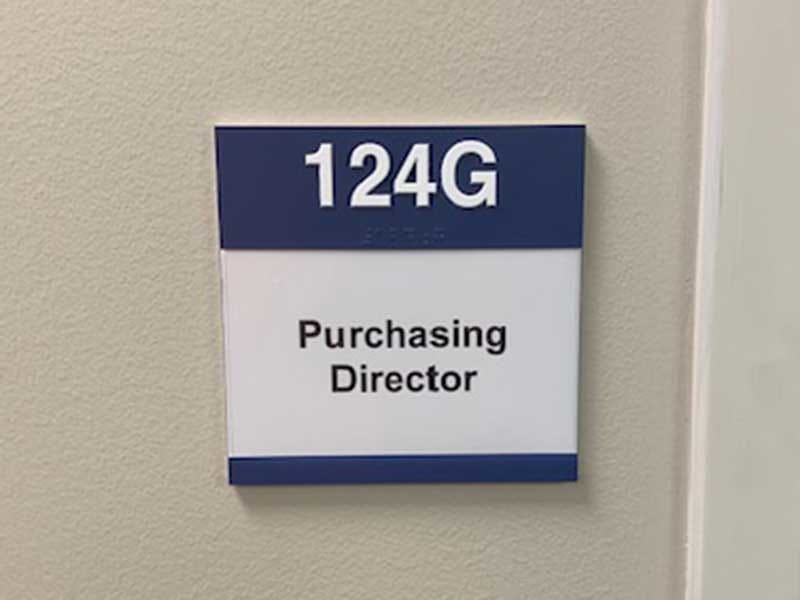 124G
Purchasing
Director